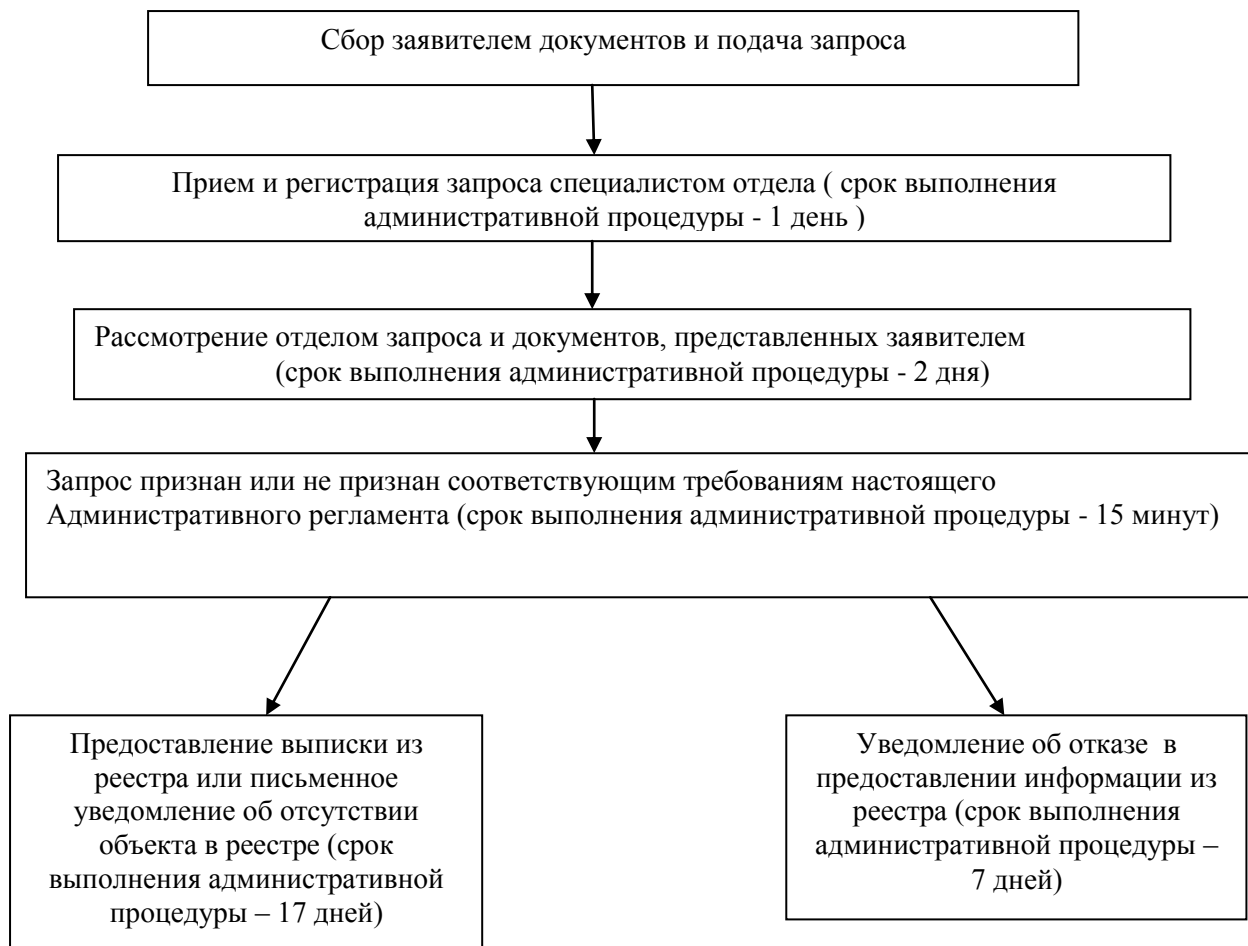 Сбор заявителем документов и подача запроса
Прием и регистрация запроса специалистом отдела ( срок выполнения
административной процедуры - 1 день )
Рассмотрение отделом запроса и документов, представленных заявителем
(срок выполнения административной процедуры - 2 дня)
Запрос признан или не признан соответствующим требованиям настоящего
Административного регламента (срок выполнения административной процедуры - 15 минут)
Предоставление выписки из
реестра или письменное
уведомление об отсутствии
объекта в реестре (срок
выполнения административной
процедуры – 17 дней)
Уведомление об отказе  в
предоставлении информации из
реестра (срок выполнения
административной процедуры –
7 дней)